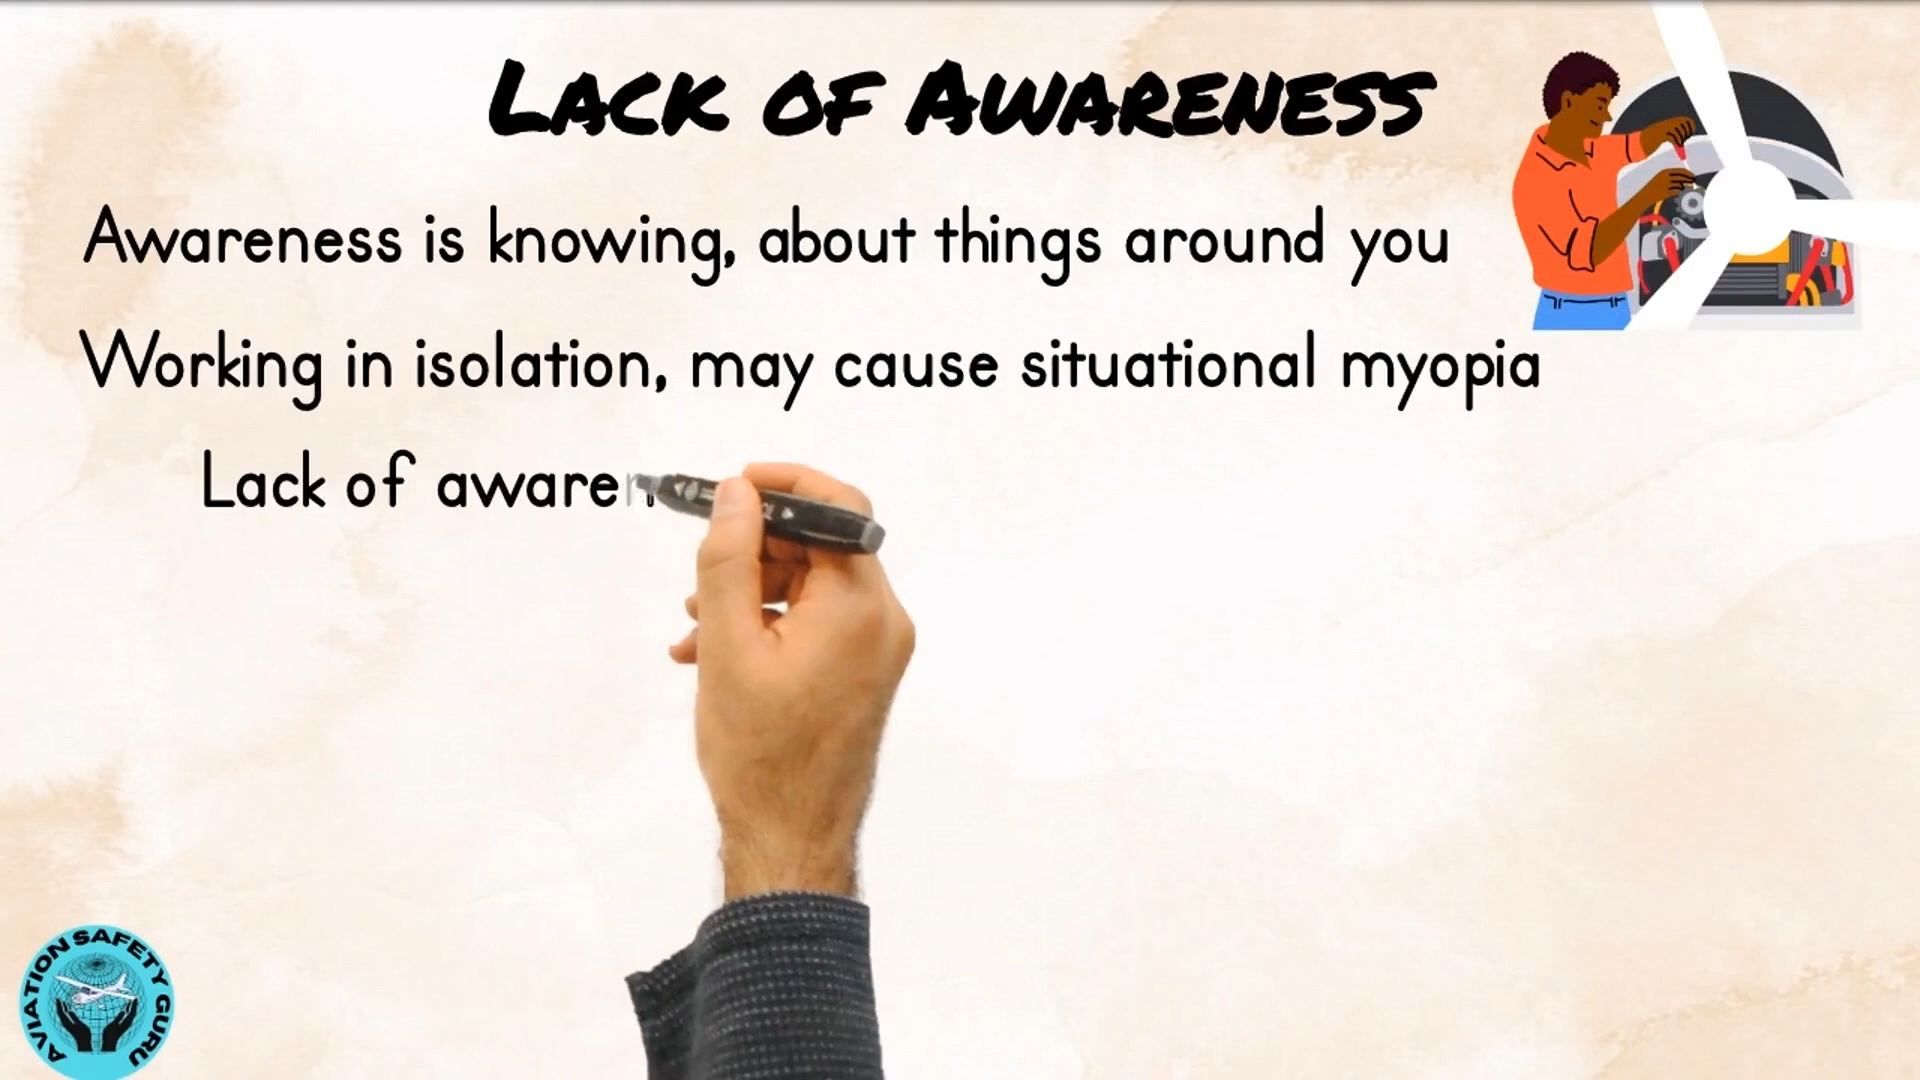 Lack of Awareness
Awareness is knowing, about things around you
Working in isolation, may cause situational myopia
Lack of awaren
AVIATION SAFETY GURU